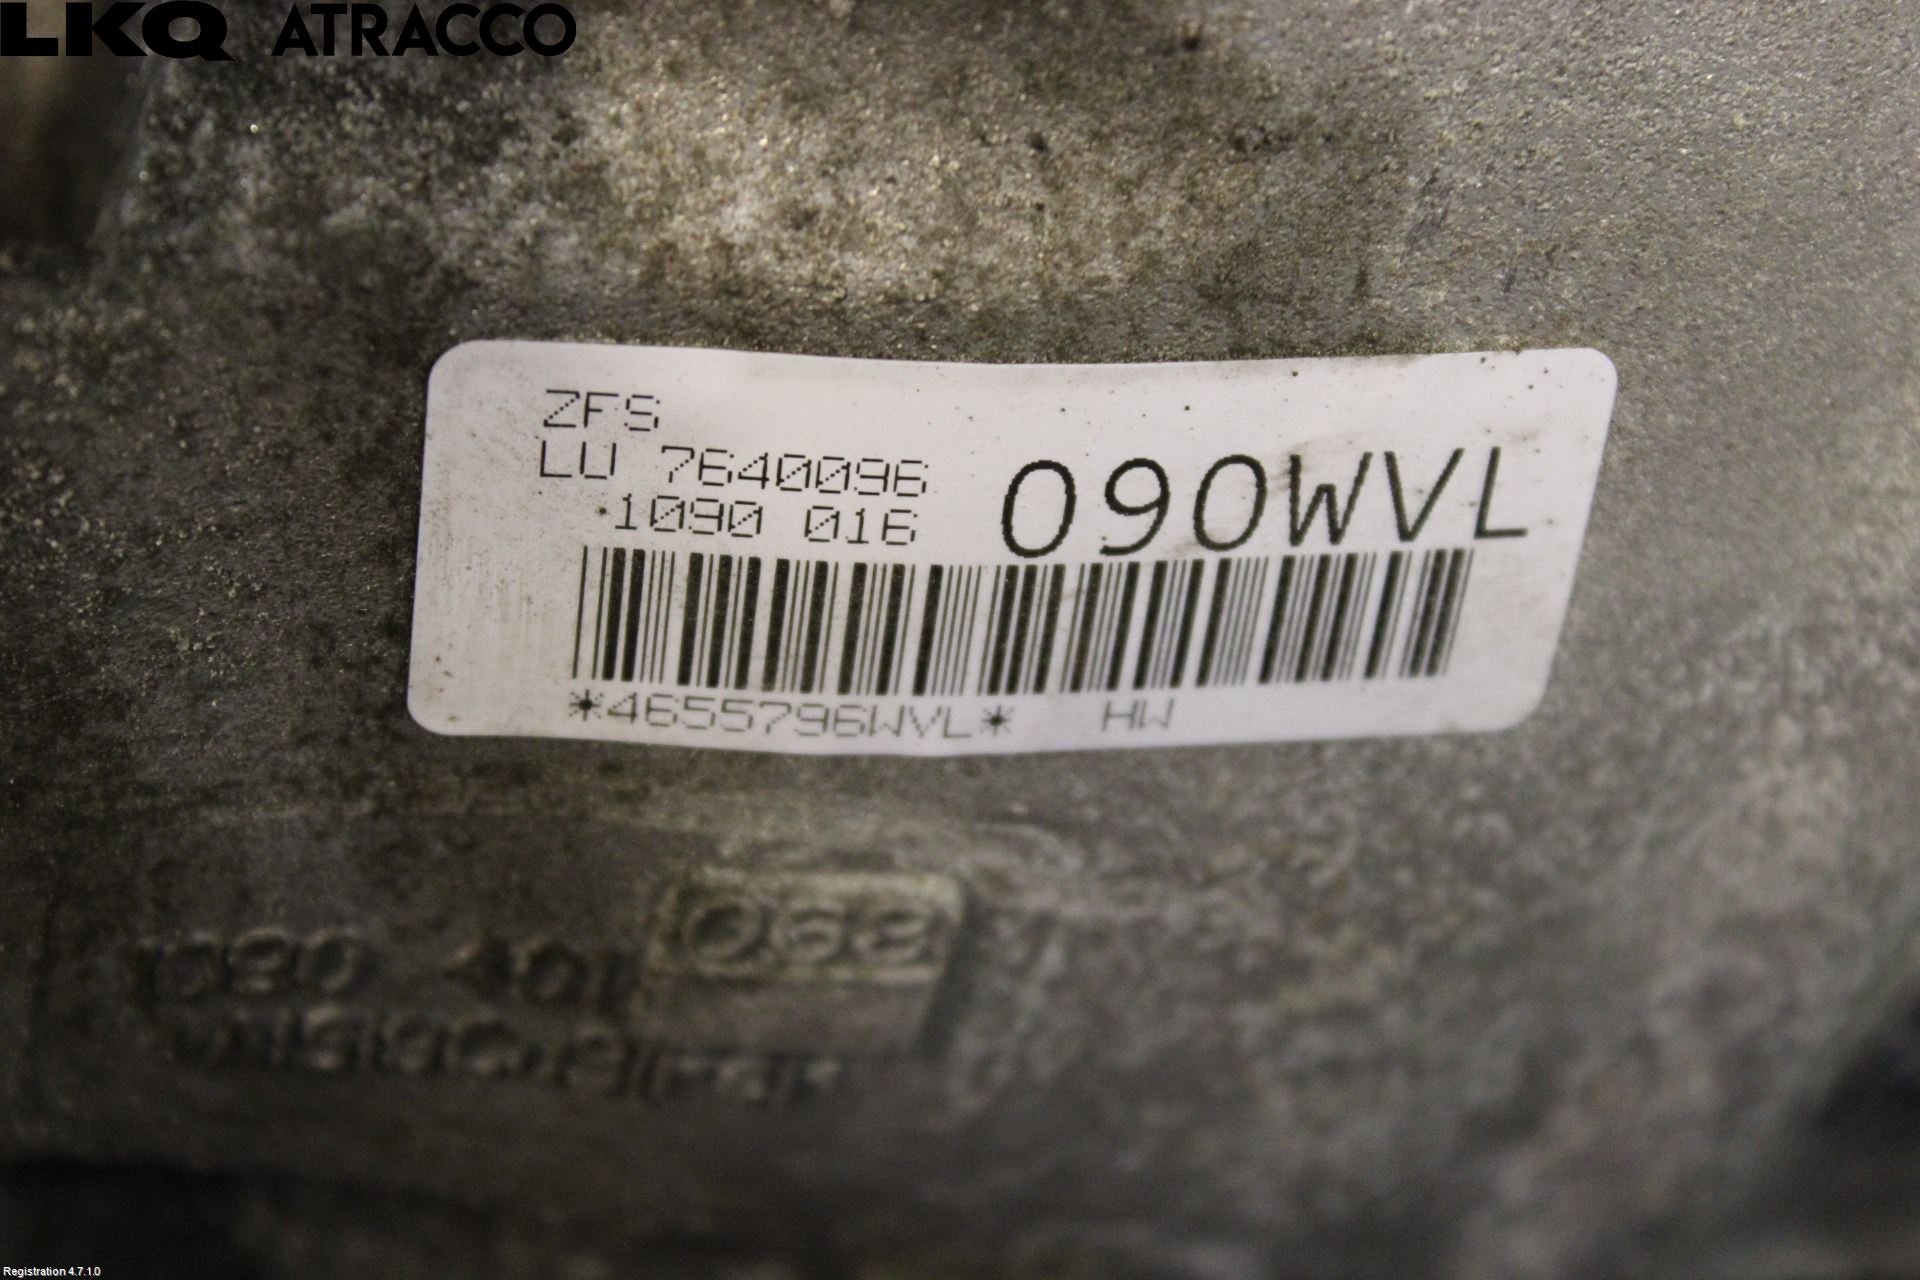 LKQ ATRACCO
ZFS
LU 7640096
1090 016
090WVL
*4655796WVL* HW
Registration 4.7.1.0